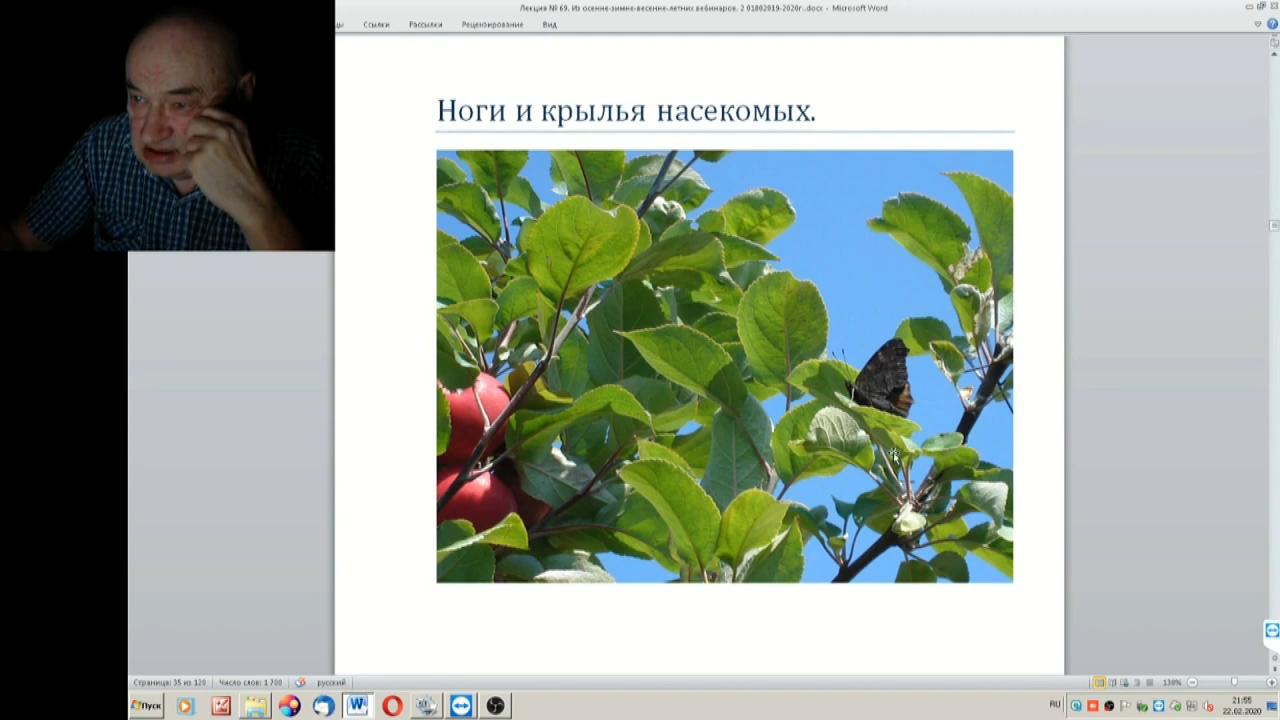 Лекция № 69. Из осенне-зимне-весенне-летних вебинаров. 2 01802019-2020г..docx - Microsoft Word
Ссылки Рассылки Рецензирование Вид
Ноги и крылья насекомых.
Страница: 35 из 120 Число слов: 1 700 русский 130%
Пуск RU 21:55
22.02.2020